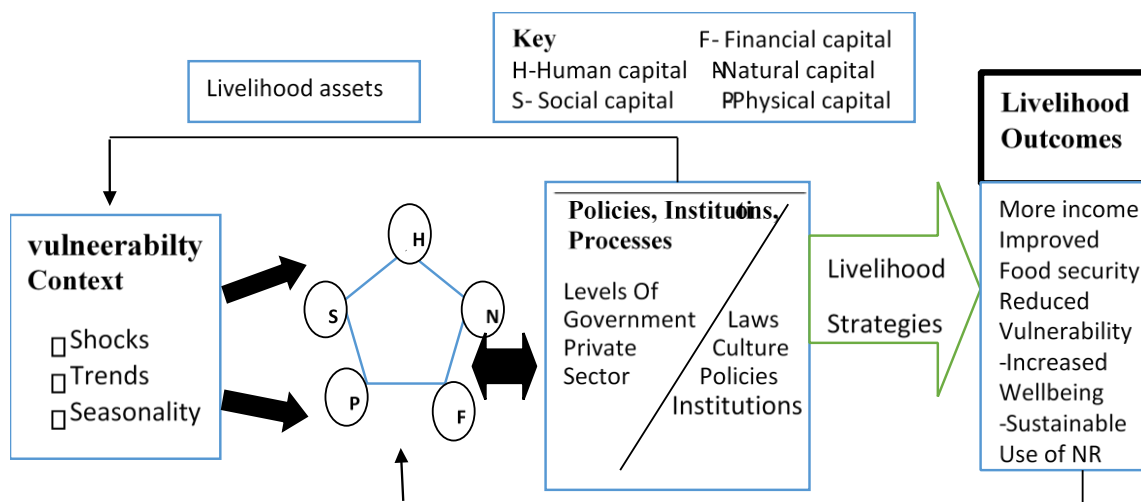 Key
F- Financial capital
H-Human capital
NNatural capital
S- Social capital
PPhysical capital
Livelihood assets
Livelihood
Outcomes
vulneerabilty
Context
Shocks
Trends
Seasonality
H
S
N
P
F
Policies, Institutions,
Processes
Levels Of
Government
Private
Sector
Laws
Culture
Policies
Institutions
Livelihood
Strategies
More income
Improved
Food security
Reduced
Vulnerability
-Increased
Wellbeing
-Sustainable
Use of NR